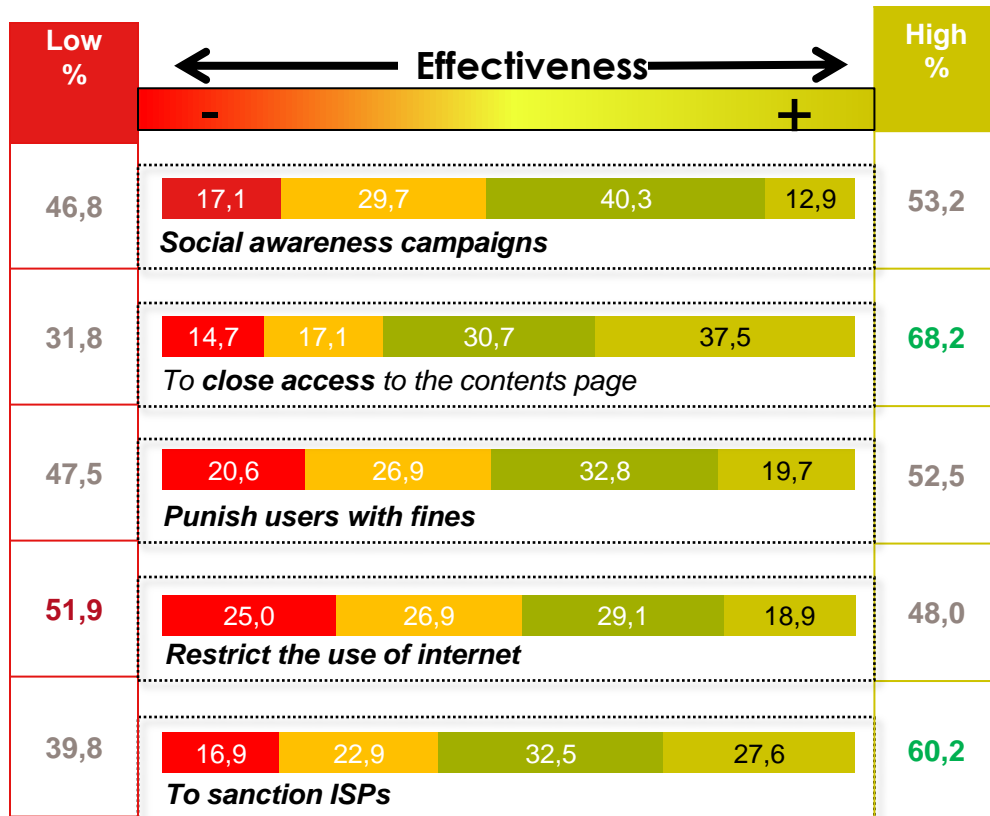 Low
%
Effectiveness
High
%
-
+
46,8
17,1 29,7 40,3 12,9
53,2
Social awareness campaigns
31,8
14,7 17,1 30,7 37,5
68,2
To close access to the contents page
47,5
20,6 26,9 32,8 19,7
52,5
Punish users with fines
51,9
25,0 26,9 29,1 18,9
48,0
Restrict the use of internet
39,8
16,9 22,9 32,5 27,6
60,2
To sanction ISPs